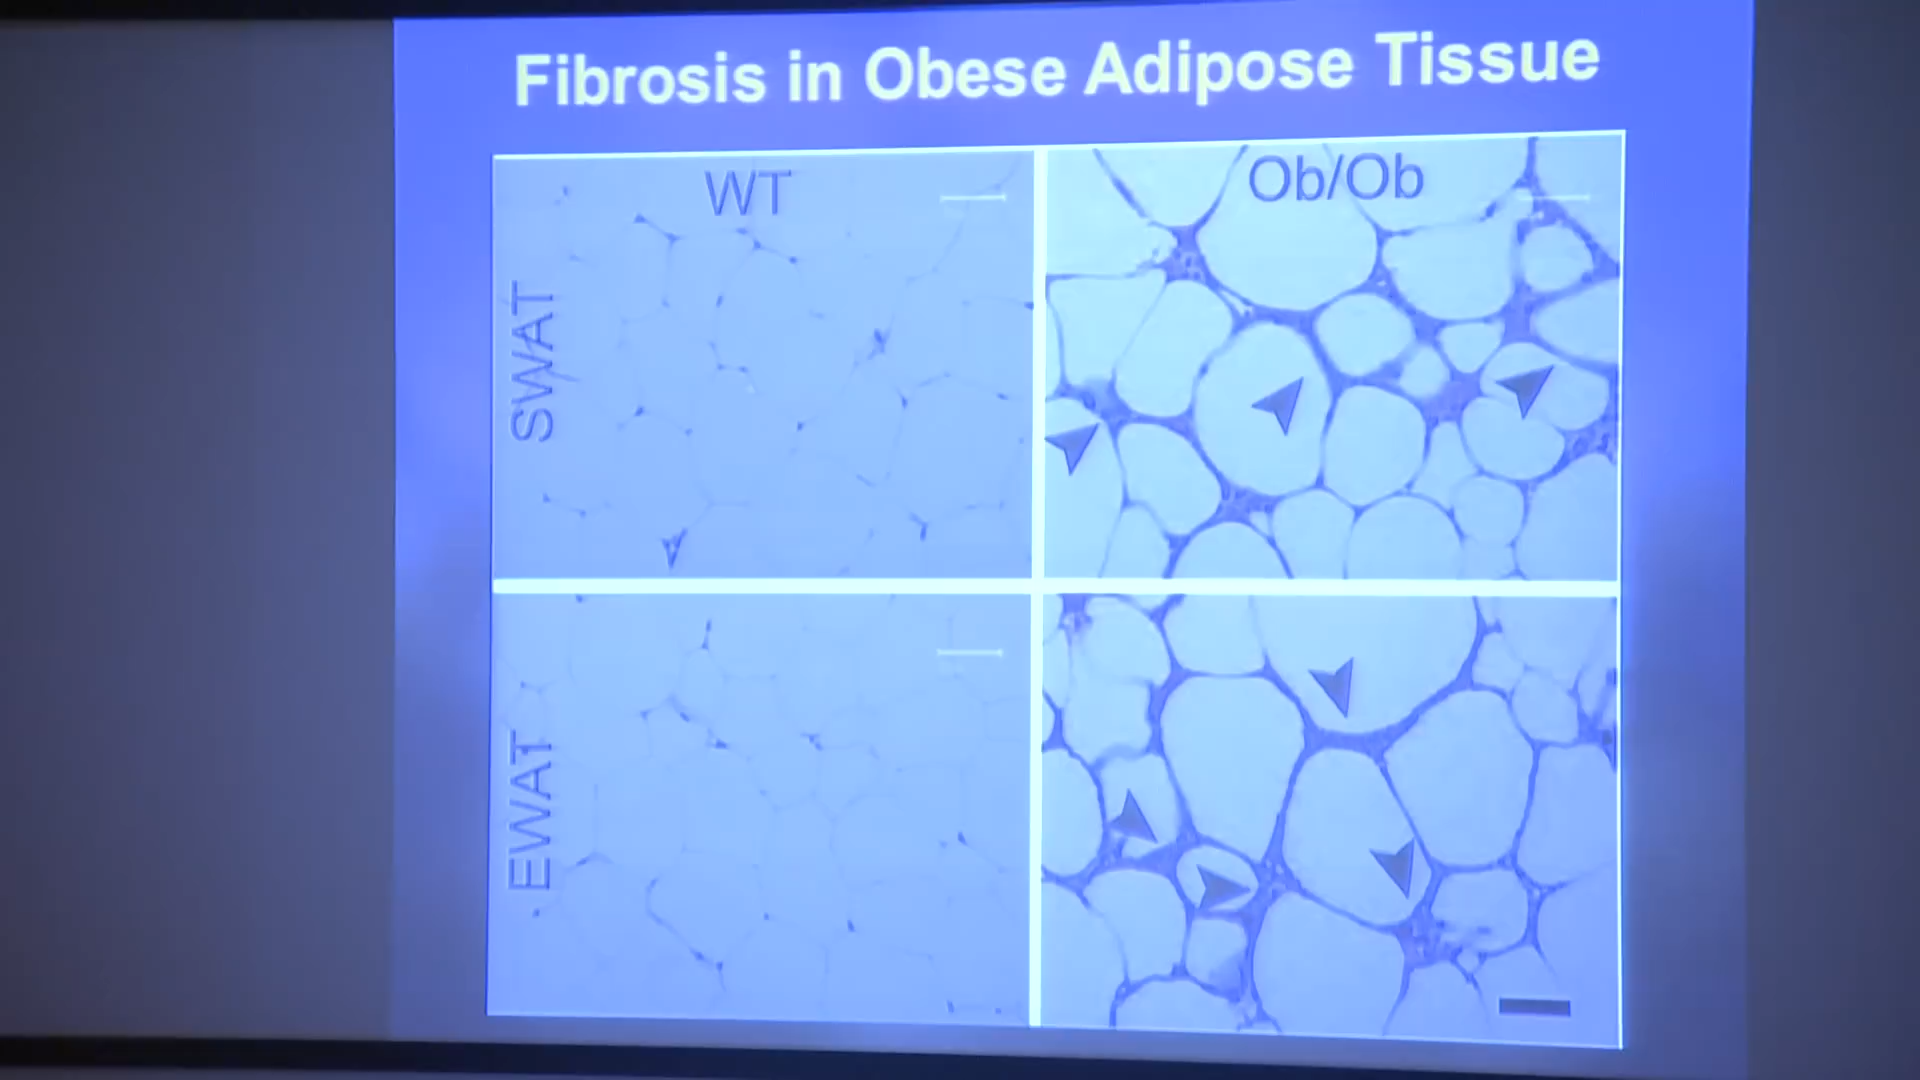 Fibrosis in Obese Adipose Tissue
WT
Ob/Ob
SWAT
EWAT